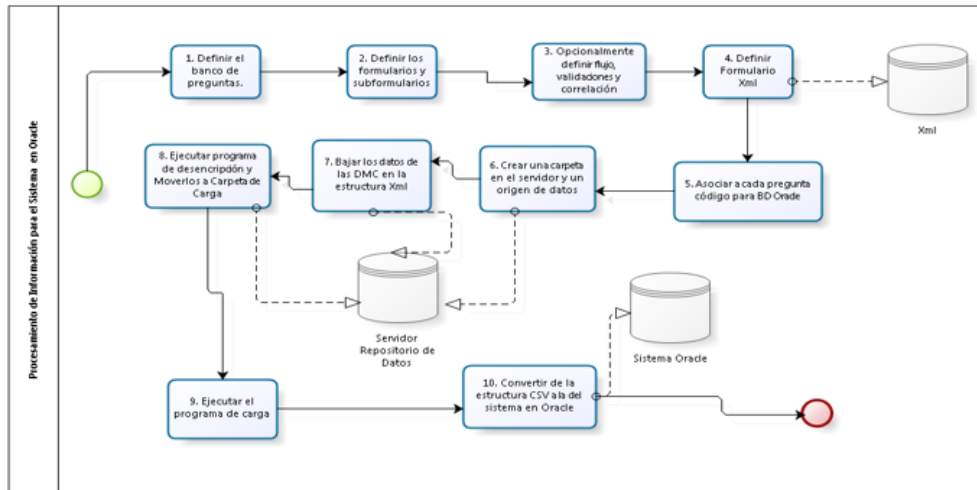 Procesamiento de Información para el Sistema en Oracle
1. Definir el
banco de
preguntas.
2. Definir los
formularios y
subformularios
3. Opcionalmente
definir flujo,
validaciones y
correlación
4. Definir
Formulario
Xml
Xml
8. Ejecutar programa
de desencripción y
Moverlos a Carpeta de
Carga
7. Bajar los datos de
las DMC en la
estructura Xml
6. Crear una carpeta
en el servidor y un
origen de datos
5. Asociar a cada pregunta
código para BD Oracle
Servidor
Repositorio de
Datos
Sistema Oracle
9. Ejecutar el
programa de carga
10. Convertir de la
estructura CSV a la del
sistema en Oracle